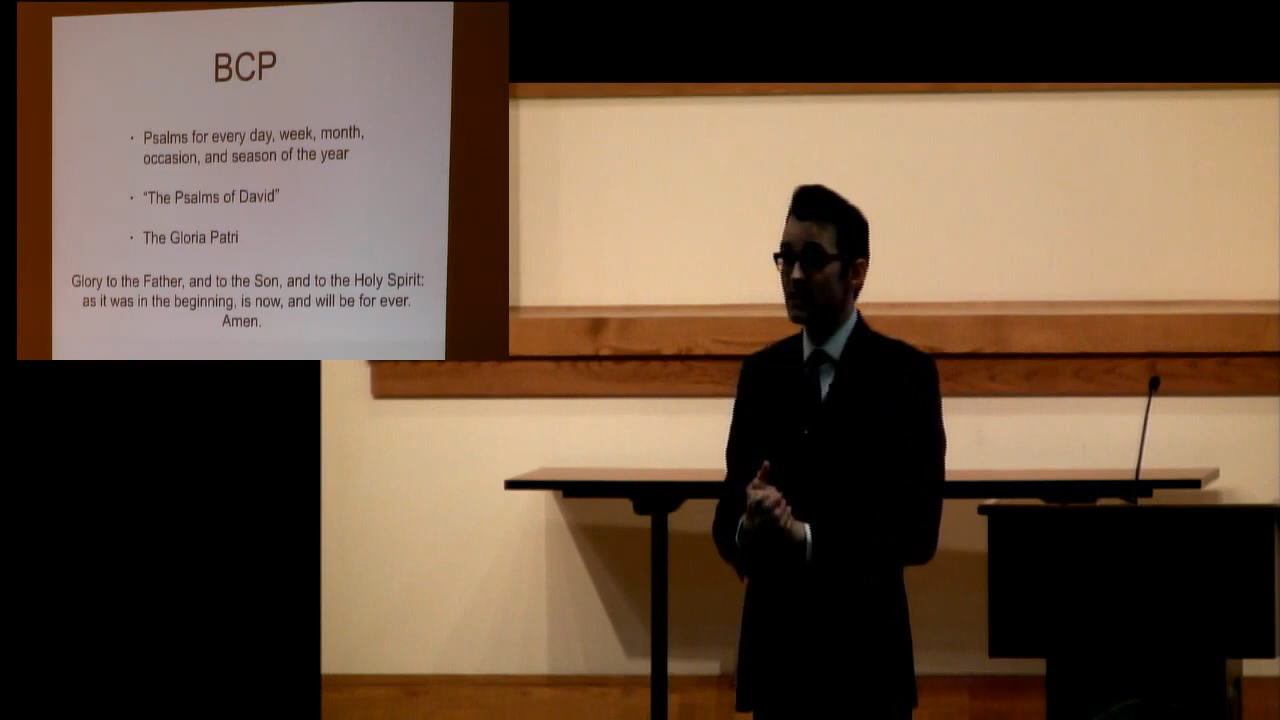 BCP
· Psalms for every day, week, month,
occasion, and season of the year
· “The Psalms of David”
· The Gloria Patri
Glory to the Father, and to the Son, and to the Holy Spirit:
as it was in the beginning, is now, and will be for ever.
Amen.